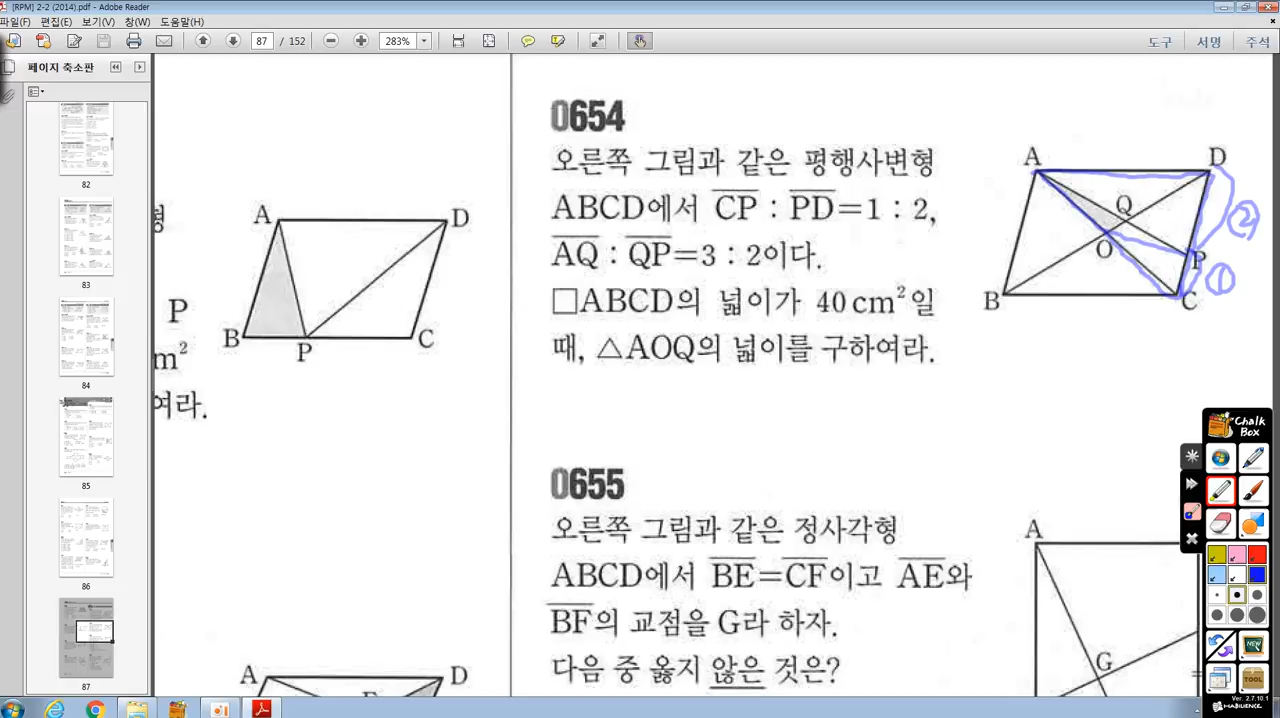 [RPM] 2-2 (2014).pdf - Adobe Reader
파일(F) 편집(E) 보기(V) 창(W) 도움말(H)
87 / 152 283% 도구 서명 주석
페이지 축소판
82
83
84
85
86
87
P
여라.
A D
B P C
0654
오른쪽 그림과 같은 평행사변형
ABCD에서 CP : PD=1 : 2,
AQ : QP=3 : 2이다.
□ABCD의 넓이가 40 cm²일
때, △AOQ의 넓이를 구하여라.
A D
Q
O P
B C
②
①
0655
오른쪽 그림과 같은 정사각형
ABCD에서 BE=CF이고 AE와
BF의 교점을 G라 하자.
다음 중 옳지 않은 것은?
A
G
A D
Chalk
Box
NEW
TOOL
Ver 2.7.10.1